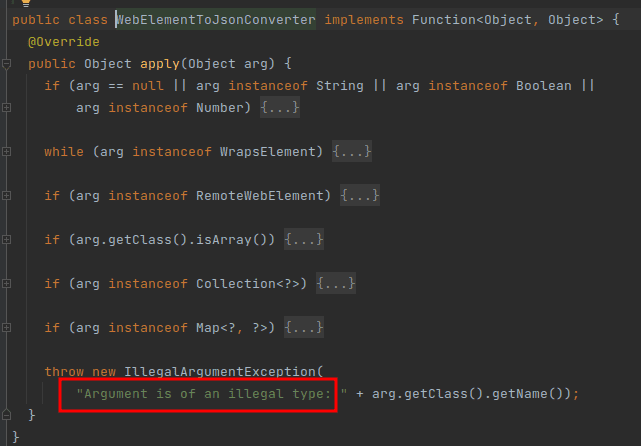 public class WebElementToJsonConverter implements Function<Object, Object> {
@Override
public Object apply(Object arg) {
if (arg == null || arg instanceof String || arg instanceof Boolean ||
arg instanceof Number) {...}
while (arg instanceof WrapsElement) {...}
if (arg instanceof RemoteWebElement) {...}
if (arg.getClass().isArray()) {...}
if (arg instanceof Collection<?>) {...}
if (arg instanceof Map<?, ?>) {...}
throw new IllegalArgumentException(
"Argument is of an illegal type: " + arg.getClass().getName());
}
}